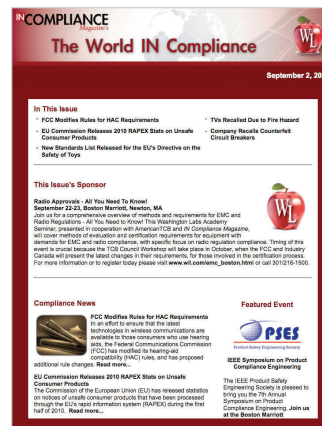 INCOMPLIANCE
Magazine's
The World IN Compliance
WL
September 2, 20
In This Issue
• FCC Modifies Rules for HAC Requirements
• EU Commission Releases 2010 RAPEX Stats on Unsafe
Consumer Products
• New Standards List Released for the EU's Directive on the
Safety of Toys
• TVs Recalled Due to Fire Hazard
• Company Recalls Counterfeit
Circuit Breakers
This Issue's Sponsor
Radio Approvals - All You Need To Know!
September 22-23, Boston Marriott, Newton, MA
Join us for a comprehensive overview of methods and requirements for EMC and
Radio Regulations - All You Need to Know! This Washington Labs Academy
Seminar, presented in cooperation with AmericanTCB and IN Compliance Magazine,
will cover methods of evaluation and certification requirements for equipment with
demands for EMC and radio compliance, with specific focus on radio regulation compliance. Timing of this
event is crucial because the TCB Council Workshop will take place in October, when the FCC and Industry
Canada will present the latest changes in their requirements, for those involved in the certification process.
For more information or to register today please visit www.wll.com/emc_boston.html or call 301/216-1500.
WL
Compliance News
FCC Modifies Rules for HAC Requirements
In an effort to ensure that the latest
technologies in wireless communications are
available to those consumers who use hearing
aids, the Federal Communications Commission
(FCC) has modified its hearing-aid
compatibility (HAC) rules, and has proposed
additional rule changes. Read more...
EU Commission Releases 2010 RAPEX Stats on Unsafe
Consumer Products
The Commission of the European Union (EU) has released statistics
on notices of unsafe consumer products that have been processed
through the EU's rapid information system (RAPEX) during the first
half of 2010. Read more...
Featured Event
PSES
Product Safety Engineering Society
IEEE Symposium on Product
Compliance Engineering
The IEEE Product Safety
Engineering Society is pleased to
bring you the 7th Annual
Symposium on Product
Compliance Engineering. Join us
at the Boston Marriott